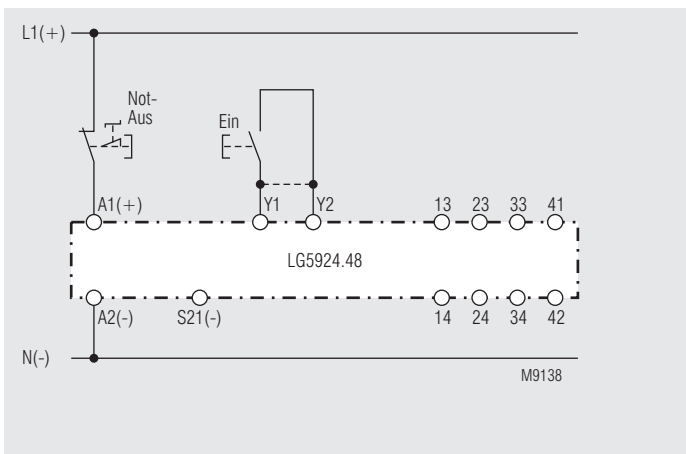 L1(+)
Not-
Aus
Ein
A1(+)
Y1
Y2
13
23
33
41
LG5924.48
A2(-)
S21(-)
14
24
34
42
N(-)
M9138